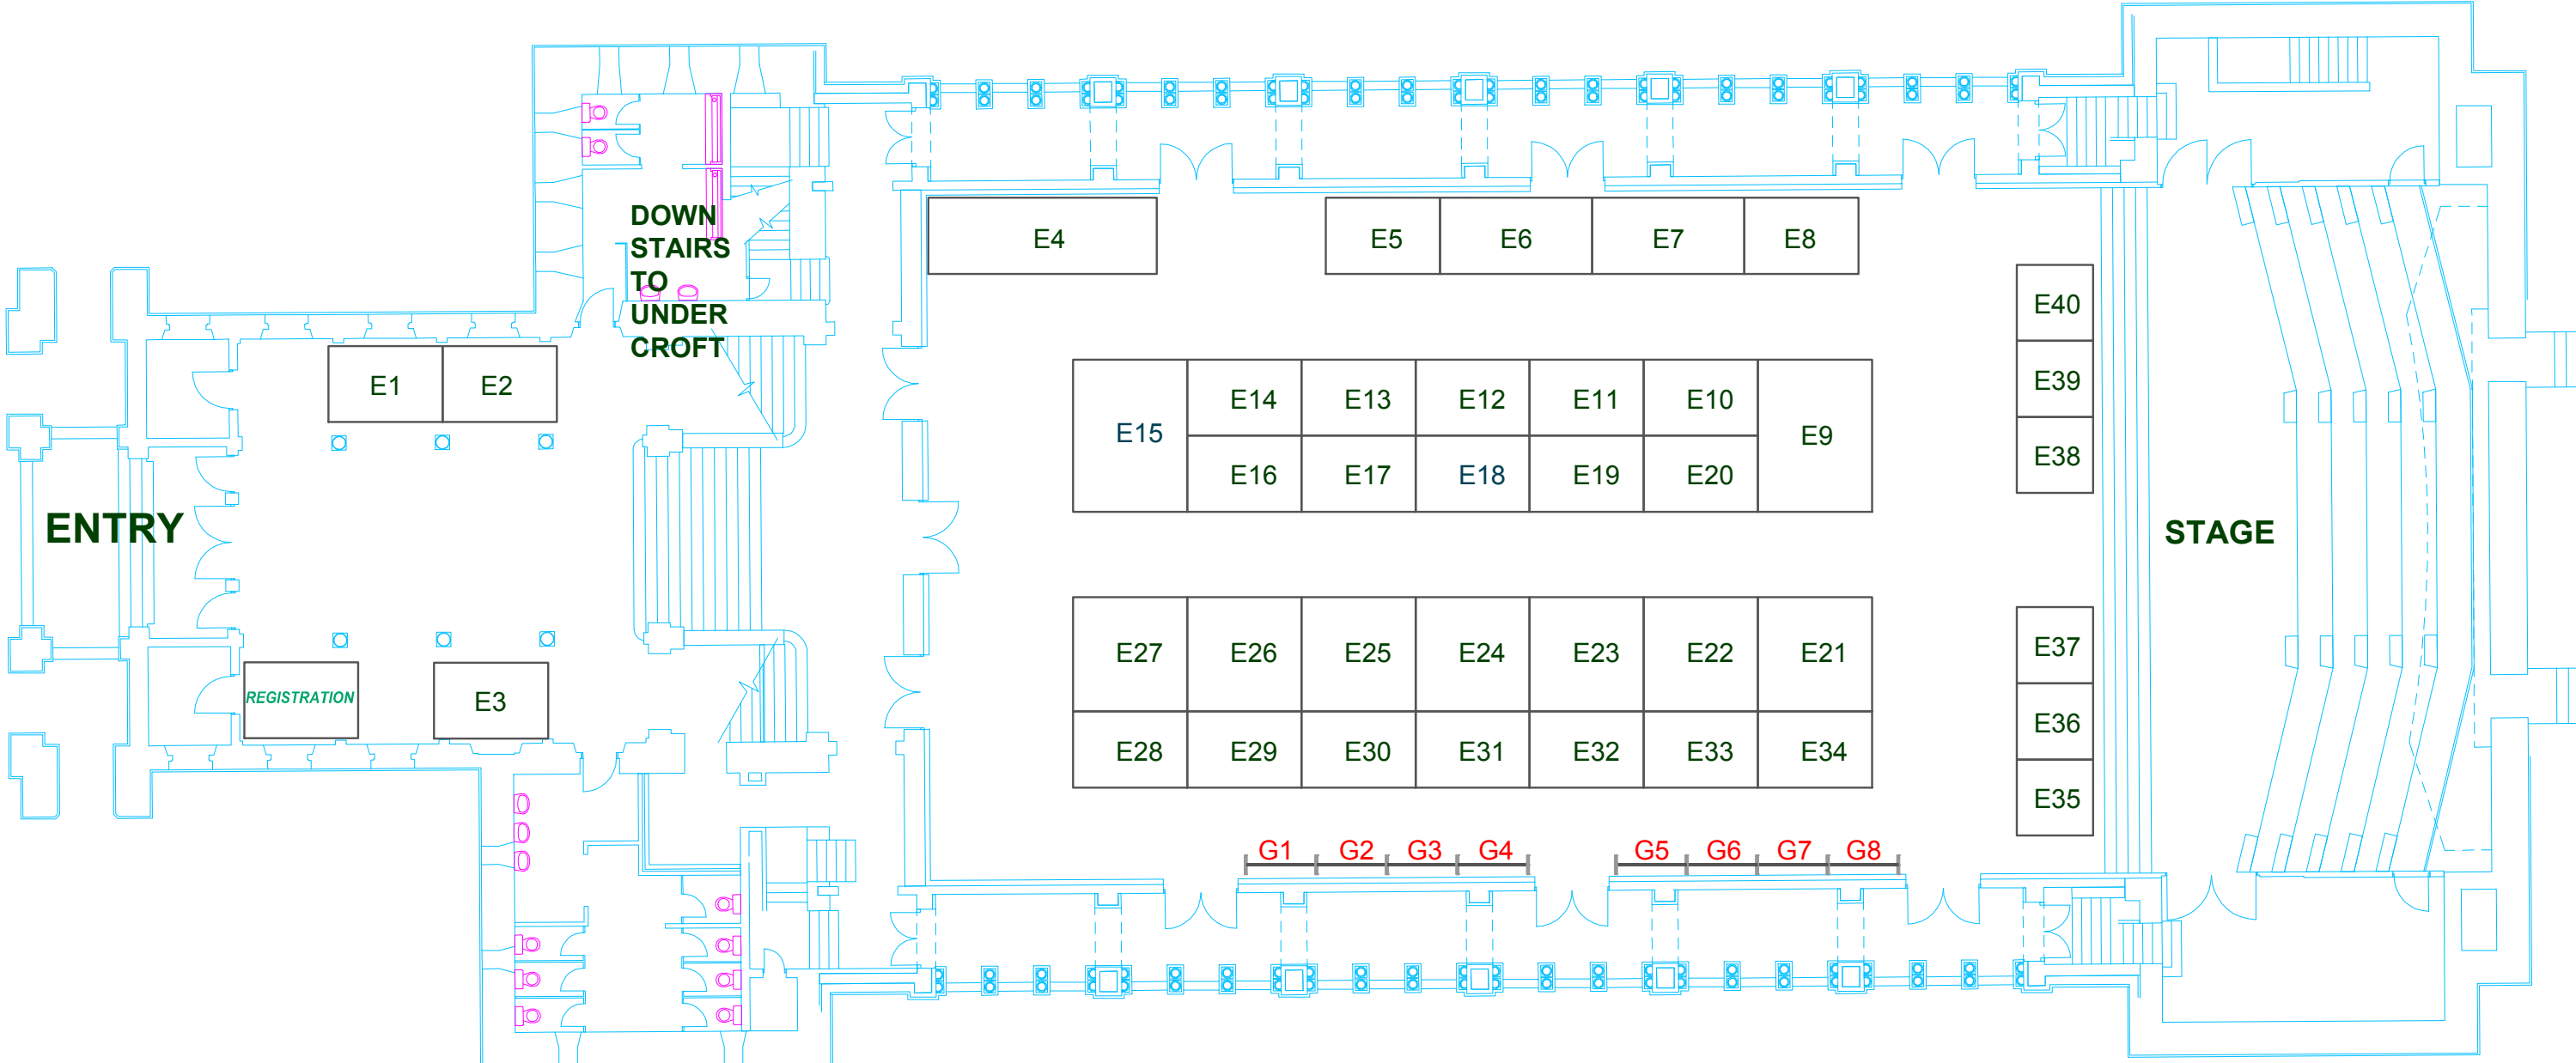 DOWN
STAIRS
TO
UNDER
CROFT
E4
E5 E6 E7 E8
E40
E39
E38
E1 E2
E15
E14 E13 E12 E11 E10
E9
E16 E17 E18 E19 E20
ENTRY
STAGE
E27 E26 E25 E24 E23 E22 E21
E28 E29 E30 E31 E32 E33 E34
E37
E36
E35
REGISTRATION
E3
G1 G2 G3 G4 G5 G6 G7 G8